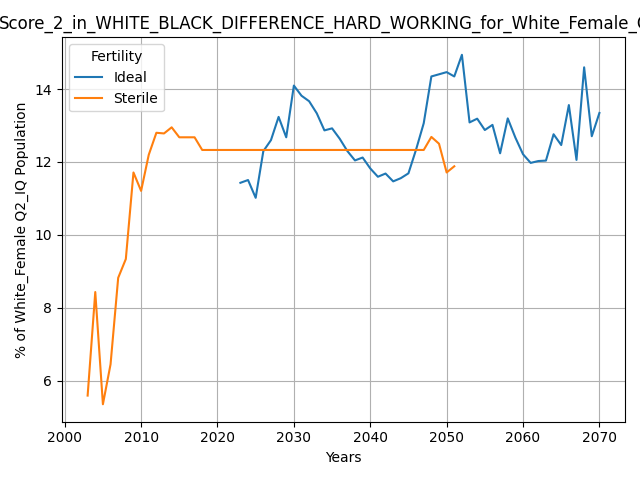 Score_2_in_WHITE_BLACK_DIFFERENCE_HARD_WORKING_for_White_Female_
Fertility
Ideal
Sterile
% of White_Female Q2_IQ Population
14
12
10
8
6
2000 2010 2020 2030 2040 2050 2060 2070
Years